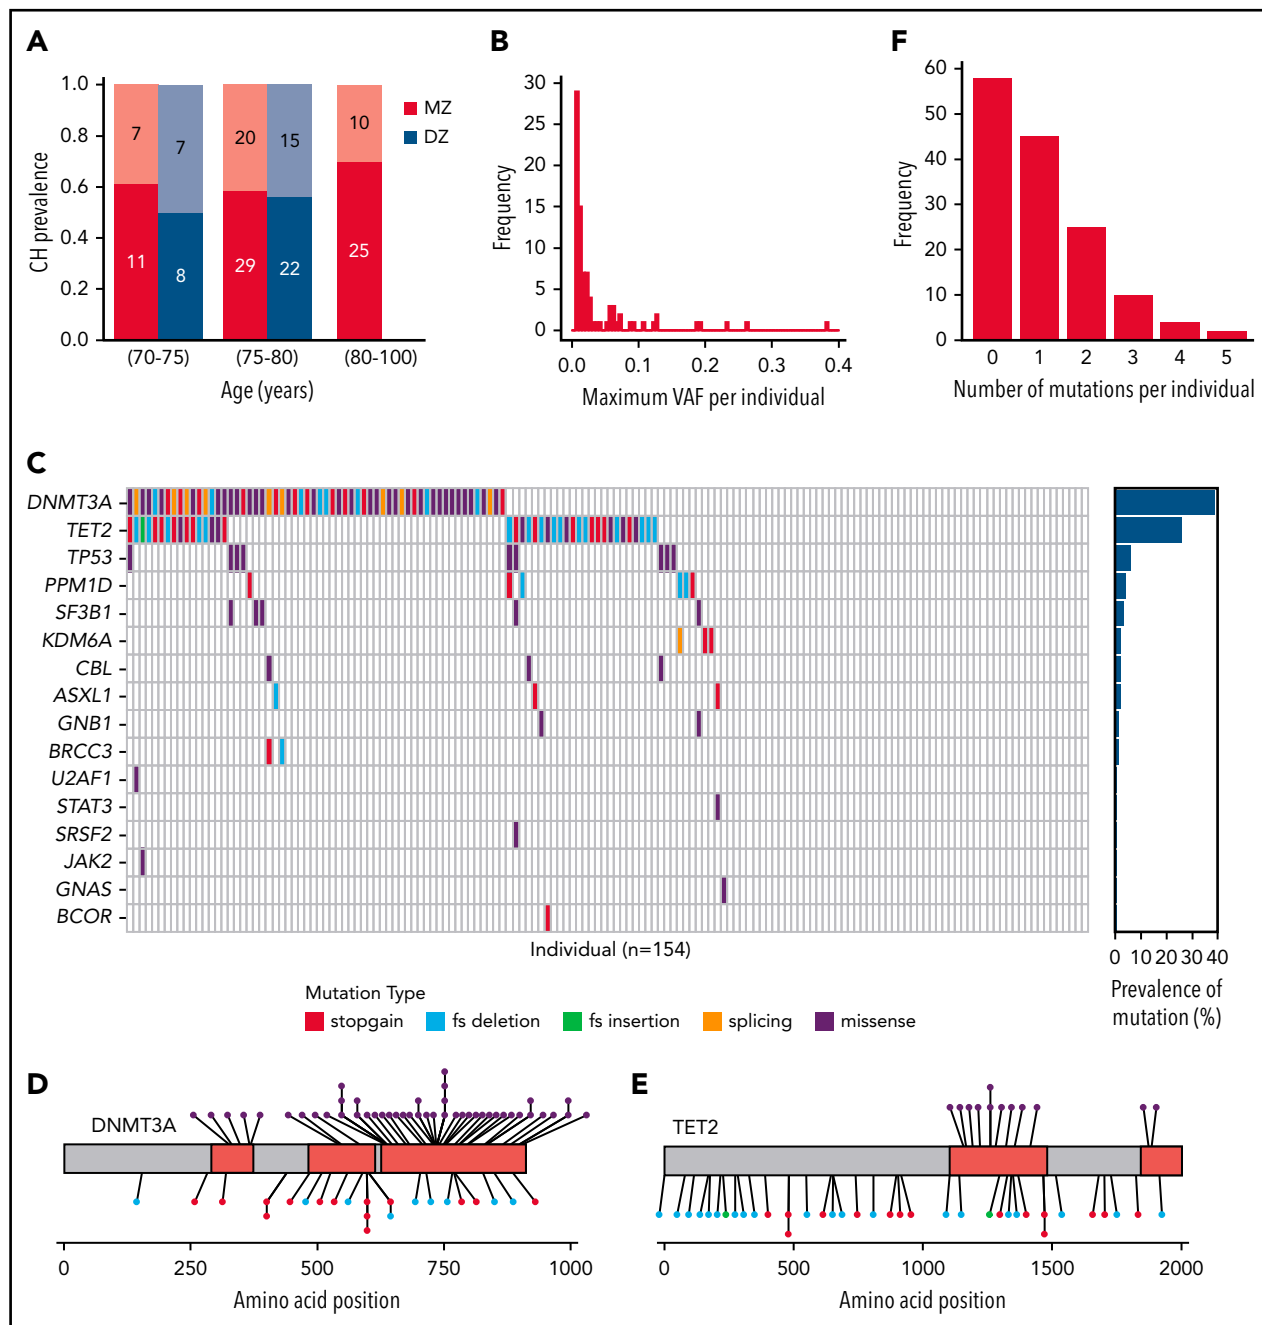 A
CH prevalence
1.0
0.8
0.6
0.4
0.2
0.0
7
7
20
15
10
11
8
29
22
25
MZ
DZ
(70-75)
(75-80)
(80-100)
Age (years)
B
Frequency
30
25
20
15
10
5
0
0.0
0.1
0.2
0.3
0.4
Maximum VAF per individual
F
Frequency
60
40
30
20
10
0
0
1
2
3
4
5
Number of mutations per individual
C
DNMT3A
TET2
TP53
PPM1D
SF3B1
KDM6A
CBL
ASXL1
GNB1
BRCC3
U2AF1
STAT3
SRSF2
JAK2
GNAS
BCOR
Individual (n=154)
0 10 20 30 40
Prevalence of
mutation (%)
Mutation Type
stopgain
fs deletion
fs insertion
splicing
missense
D
DNMT3A
0
250
500
750
1000
Amino acid position
E
TET2
0
500
1000
1500
2000
Amino acid position